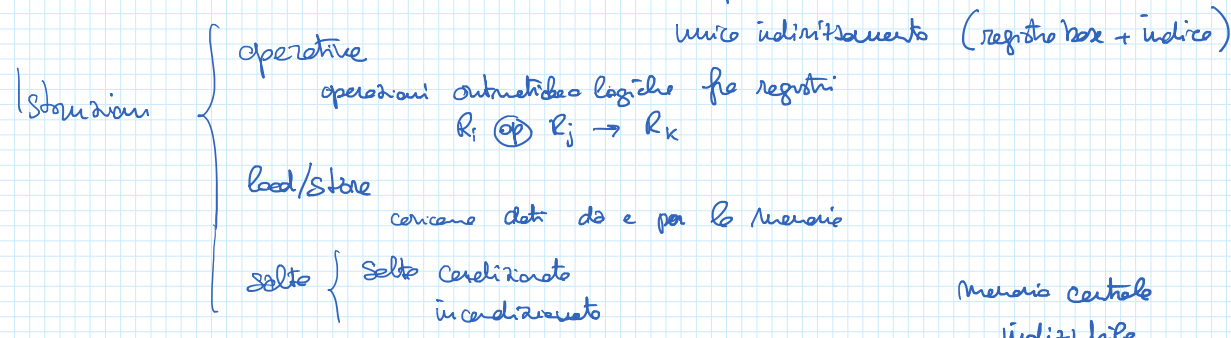 unico indirizzamento (registro base + indice)
Istruzioni
operative
operazioni aritmetico logiche fra registri
Ri op Rj → RK
load/store
caricano dati da e per la memoria
salto
salto condizionato
incondizionato
memoria centrale